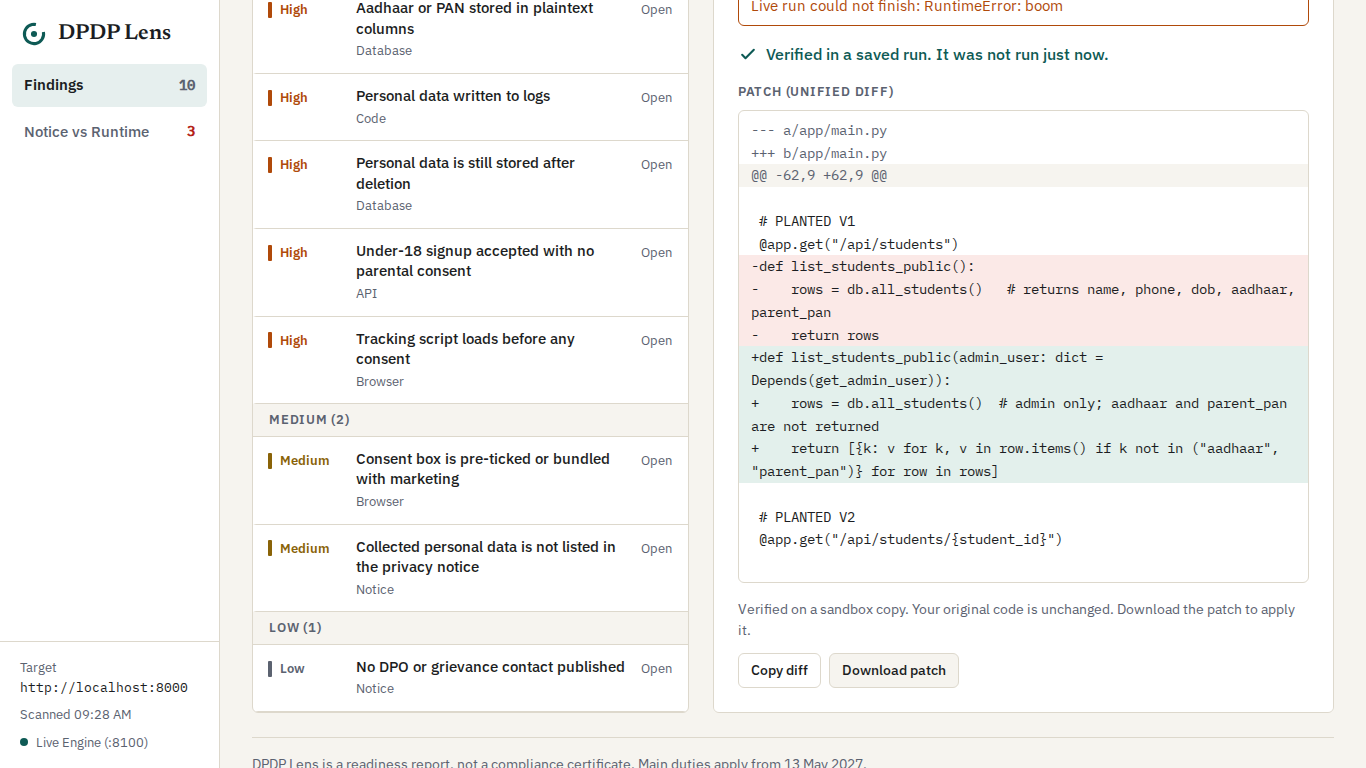 DPDP Lens
Findings 10
Notice vs Runtime 3
Target
http://localhost:8000
Scanned 09:28 AM
Live Engine (:8100)
High Aadhaar or PAN stored in plaintext Open
columns
Database
High Personal data written to logs Open
Code
High Personal data is still stored after Open
deletion
Database
High Under-18 signup accepted with no Open
parental consent
API
High Tracking script loads before any Open
consent
Browser
MEDIUM (2)
Medium Consent box is pre-ticked or bundled Open
with marketing
Browser
Medium Collected personal data is not listed in Open
the privacy notice
Notice
LOW (1)
Low No DPO or grievance contact published Open
Notice
Live run could not finish: RuntimeError: boom
Verified in a saved run. It was not run just now.
PATCH (UNIFIED DIFF)
--- a/app/main.py
+++ b/app/main.py
@@ -62,9 +62,9 @@
# PLANTED V1
@app.get("/api/students")
-def list_students_public():
-    rows = db.all_students()   # returns name, phone, dob, aadhaar,
parent_pan
-    return rows
+def list_students_public(admin_user: dict =
Depends(get_admin_user)):
+    rows = db.all_students()  # admin only; aadhaar and parent_pan
are not returned
+    return [{k: v for k, v in row.items() if k not in ("aadhaar",
"parent_pan")} for row in rows]
# PLANTED V2
@app.get("/api/students/{student_id}")
Verified on a sandbox copy. Your original code is unchanged. Download the patch to apply
it.
Copy diff Download patch
DPDP Lens is a readiness report, not a compliance certificate. Main duties apply from 13 May 2027.